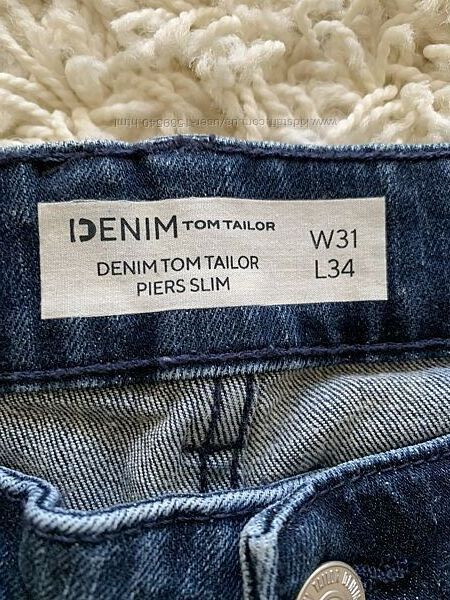 DENIM TOM TAILOR
DENIM TOM TAILOR
PIERS SLIM
W31
L34